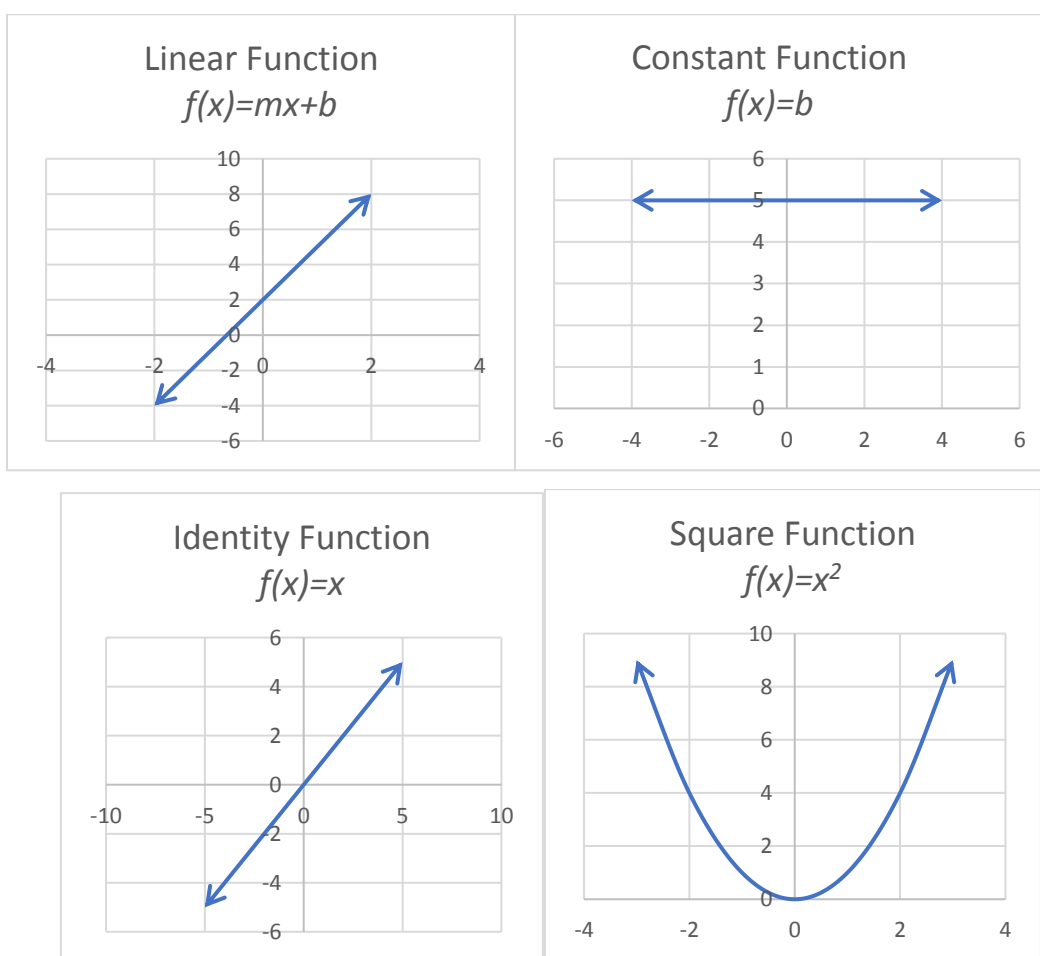 Linear Function
f(x)=mx+b
10
8
6
4
2
0
-4 -2 -2 0 2 4
-4
-6
Constant Function
f(x)=b
6
5
4
3
2
1
0
-6 -4 -2 0 2 4 6
Identity Function
f(x)=x
6
4
2
0
-10 -5 0 5 10
-2
-4
-6
Square Function
f(x)=x²
10
8
6
4
2
0
-4 -2 0 2 4